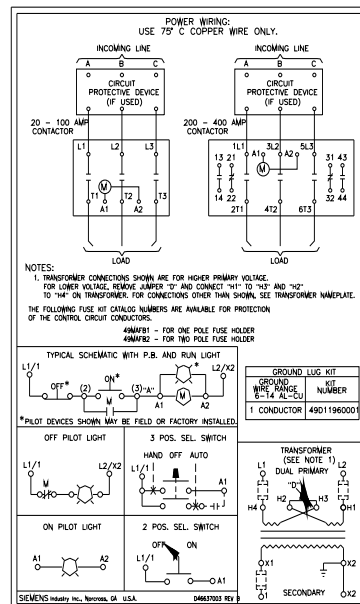 POWER WIRING:
USE 75° C COPPER WIRE ONLY.
INCOMING LINE
INCOMING LINE
A B C
A B C
CIRCUIT
PROTECTIVE DEVICE
(IF USED)
CIRCUIT
PROTECTIVE DEVICE
(IF USED)
20 - 100 AMP
CONTACTOR
200 - 400 AMP
CONTACTOR
L1 L2 L3
1L1 A1 3L2 A2 5L3
13 21
31 43
M
M
T1 T2 T3
A1 A2
14 22
32 44
2T1 4T2 6T3
LOAD
LOAD
NOTES:
1. TRANSFORMER CONNECTIONS SHOWN ARE FOR HIGHER PRIMARY VOLTAGE.
FOR LOWER VOLTAGE, REMOVE JUMPER "D" AND CONNECT "H1" TO "H3" AND "H2"
TO "H4" ON TRANSFORMER. FOR CONNECTIONS OTHER THAN SHOWN, SEE TRANSFORMER NAMEPLATE.
THE FOLLOWING FUSE KIT CATALOG NUMBERS ARE AVAILABLE FOR PROTECTION
OF THE CONTROL CIRCUIT CONDUCTORS.
49MAFB1 - FOR ONE POLE FUSE HOLDER
49MAFB2 - FOR TWO POLE FUSE HOLDER
TYPICAL SCHEMATIC WITH P.B. AND RUN LIGHT
L1/1
L2/X2
OFF* (2) ON* (3) "A" A1 M A2
*
M
*PILOT DEVICES SHOWN MAY BE FIELD OR FACTORY INSTALLED.
GROUND LUG KIT
GROUND
WIRE RANGE
6-14 AL-CU
KIT
NUMBER
1 CONDUCTOR 49D11960001
OFF PILOT LIGHT
L1/1 M L2/X2
3 POS. SEL. SWITCH
HAND OFF AUTO
L1/1
A1
TRANSFORMER
(SEE NOTE 1)
DUAL PRIMARY
L1 L2
"D"
H4 H2 H3 H1
ON PILOT LIGHT
A1 A2
2 POS. SEL. SWITCH
OFF ON
L1/1
A1
X1 X2
SECONDARY
1 X2
SIEMENS Industry Inc., Norcross, GA U.S.A. D46637003 REV B